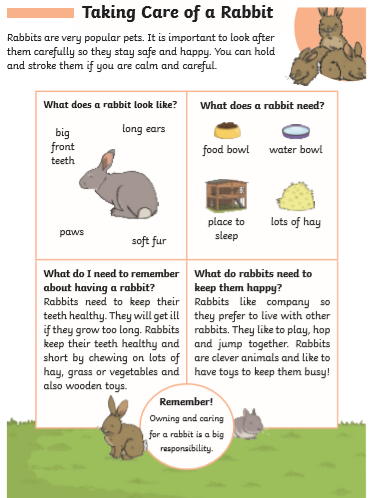 Taking Care of a Rabbit
Rabbits are very popular pets. It is important to look after
them carefully so they stay safe and happy. You can hold
and stroke them if you are calm and careful.
What does a rabbit look like?
big
front
teeth
long ears
paws
soft fur
What does a rabbit need?
food bowl
water bowl
place to
sleep
lots of hay
What do I need to remember
about having a rabbit?
Rabbits need to keep their
teeth healthy. They will get ill
if they grow too long. Rabbits
keep their teeth healthy and
short by chewing on lots of
hay, grass or vegetables and
also wooden toys.
What do rabbits need to
keep them happy?
Rabbits like company so
they prefer to live with other
rabbits. They like to play, hop
and jump together. Rabbits
are clever animals and like to
have toys to keep them busy!
Remember!
Owning and caring
for a rabbit is a big
responsibility.